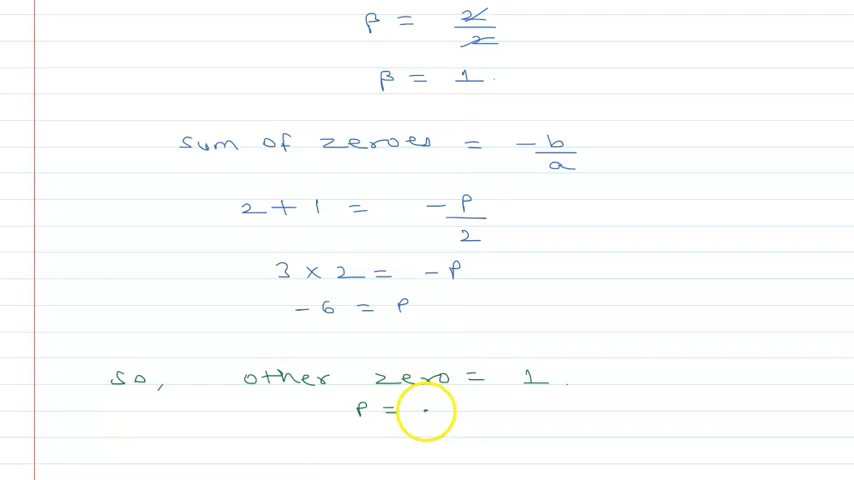 β = 2/2
β = 1.
sum of zeroes = -b/a
2 + 1 = -P/2
3 × 2 = -P
-6 = P
so, other zero = 1.
P =